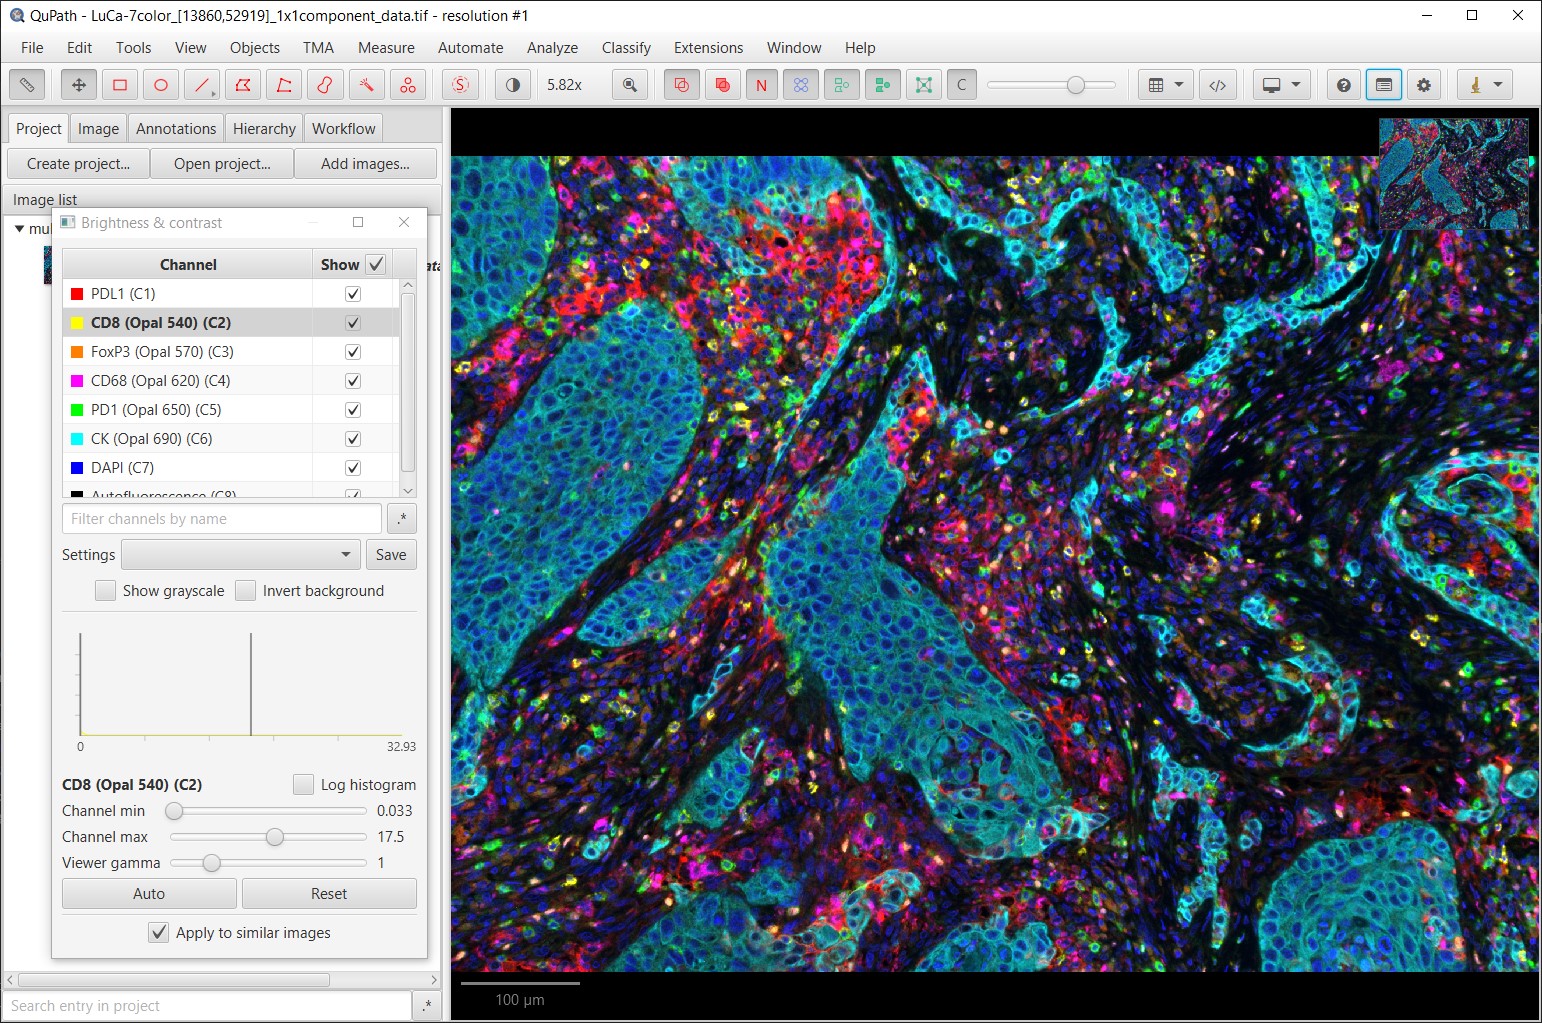 QuPath - LuCa-7color_[13860,52919]_1x1component_data.tif - resolution #1
File Edit Tools View Objects TMA Measure Automate Analyze Classify Extensions Window Help
S 5.82x N C </> ?
Project Image Annotations Hierarchy Workflow
Create project... Open project... Add images...
Image list
Brightness & contrast
Channel Show
PDL1 (C1)
CD8 (Opal 540) (C2)
FoxP3 (Opal 570) (C3)
CD68 (Opal 620) (C4)
PD1 (Opal 650) (C5)
CK (Opal 690) (C6)
DAPI (C7)
Autofluorescence (C8)
Filter channels by name .*
Settings Save
Show grayscale Invert background
0 32.93
CD8 (Opal 540) (C2) Log histogram
Channel min 0.033
Channel max 17.5
Viewer gamma 1
Auto Reset
Apply to similar images
Search entry in project .*
100 µm